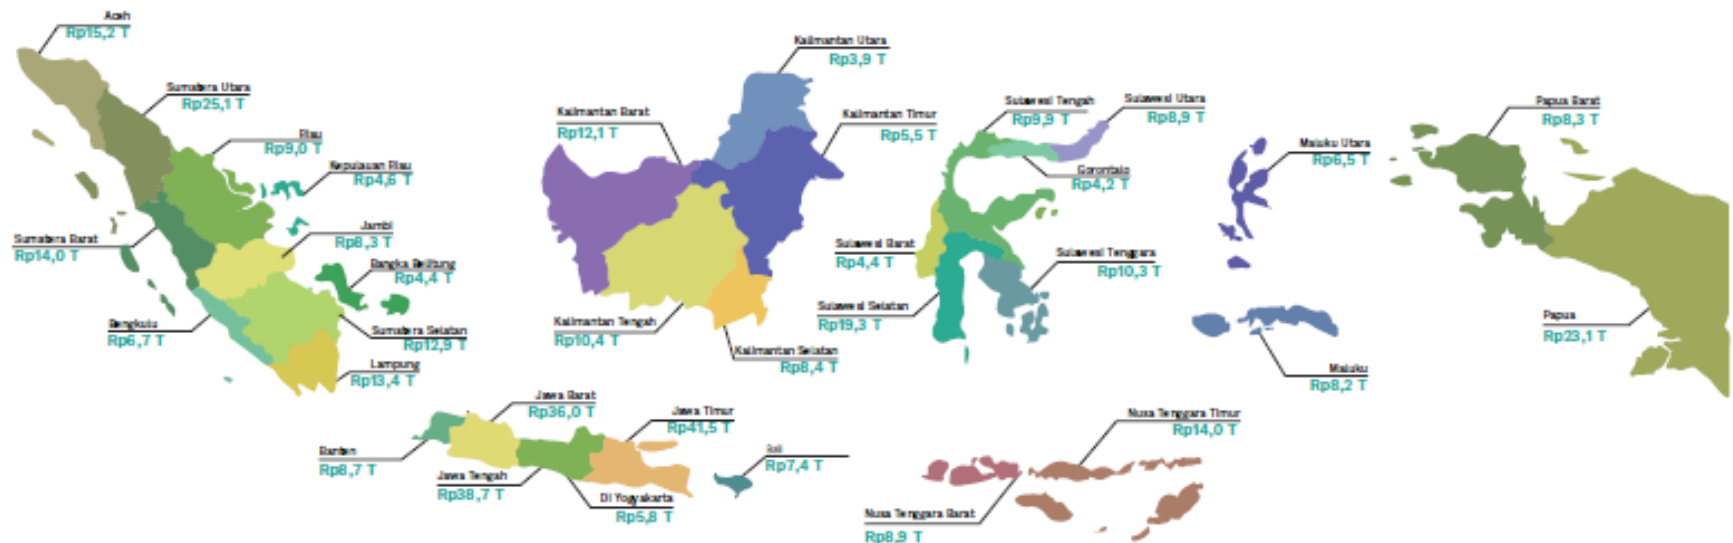 Aceh
Rp15,2 T
Sumatera Utara
Rp25,1 T
Riau
Rp9,0 T
Kepulauan Riau
Rp4,6 T
Sumatera Barat
Rp14,0 T
Jambi
Rp8,3 T
Bangka Belitung
Rp4,4 T
Bengkulu
Rp6,7 T
Sumatera Selatan
Rp12,9 T
Lampung
Rp13,4 T
Kalimantan Utara
Rp3,9 T
Kalimantan Barat
Rp12,1 T
Kalimantan Timur
Rp5,5 T
Kalimantan Tengah
Rp10,4 T
Kalimantan Selatan
Rp8,4 T
Sulawesi Tengah
Rp9,9 T
Sulawesi Utara
Rp8,9 T
Gorontalo
Rp4,2 T
Sulawesi Barat
Rp4,4 T
Sulawesi Tenggara
Rp10,3 T
Sulawesi Selatan
Rp19,3 T
Maluku Utara
Rp6,5 T
Maluku
Rp8,2 T
Papua Barat
Rp8,3 T
Papua
Rp23,1 T
Banten
Rp8,7 T
Jawa Barat
Rp36,0 T
Jawa Timur
Rp41,5 T
Jawa Tengah
Rp38,7 T
DI Yogyakarta
Rp5,8 T
Bali
Rp7,4 T
Nusa Tenggara Timur
Rp14,0 T
Nusa Tenggara Barat
Rp8,9 T